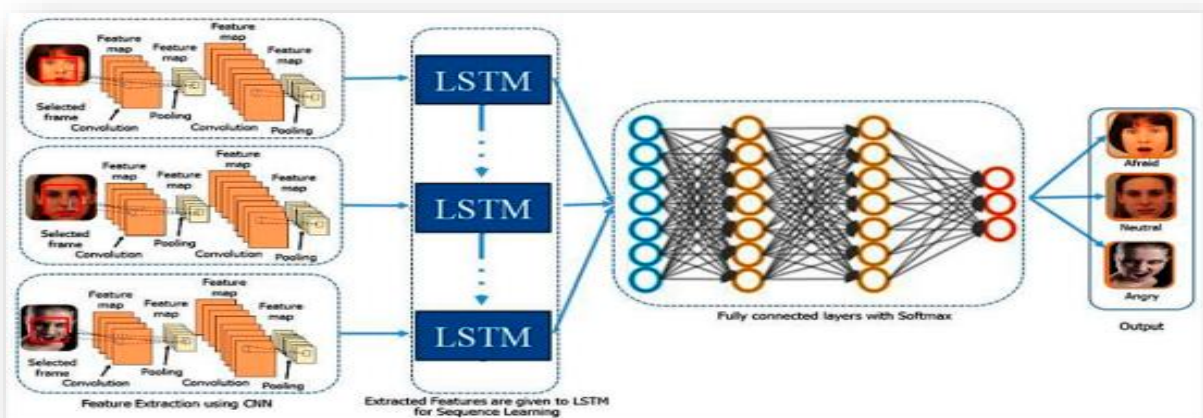 Feature
map
Feature
map
Feature
map
Feature
map
Selected
frame
Convolution
Pooling
Convolution
Pooling
LSTM
Feature
map
Feature
map
Feature
map
Feature
map
Selected
frame
Convolution
Pooling
Convolution
Pooling
LSTM
Feature
map
Feature
map
Feature
map
Feature
map
Selected
frame
Convolution
Pooling
Convolution
Pooling
LSTM
Feature Extraction using CNN
Extracted Features are given to LSTM
for Sequence Learning
Fully connected layers with Softmax
Afraid
Neutral
Angry
Output